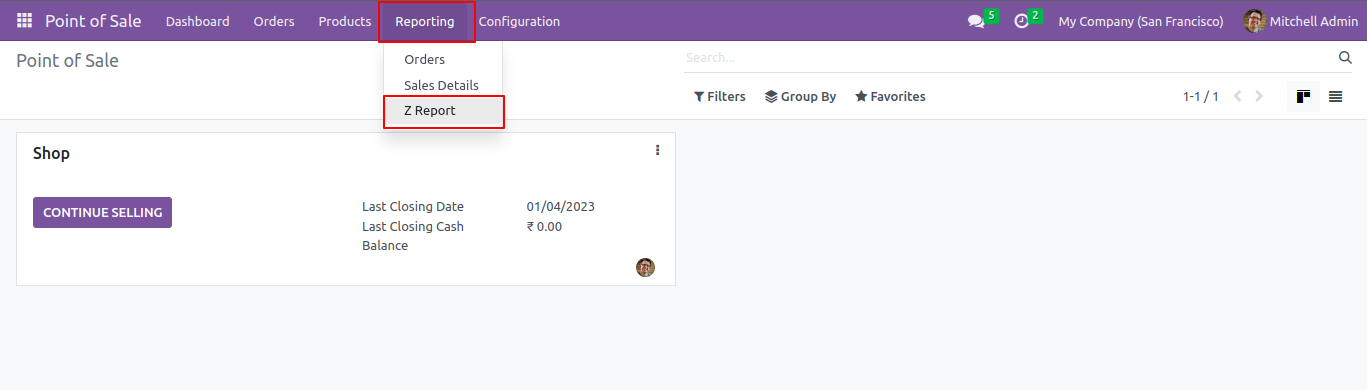 Point of Sale Dashboard Orders Products Reporting Configuration 5 2 My Company (San Francisco) Mitchell Admin
Point of Sale
Search...
Orders
Sales Details
Z Report
Filters Group By Favorites 1-1 / 1
Shop
CONTINUE SELLING
Last Closing Date 01/04/2023
Last Closing Cash ₹ 0.00
Balance